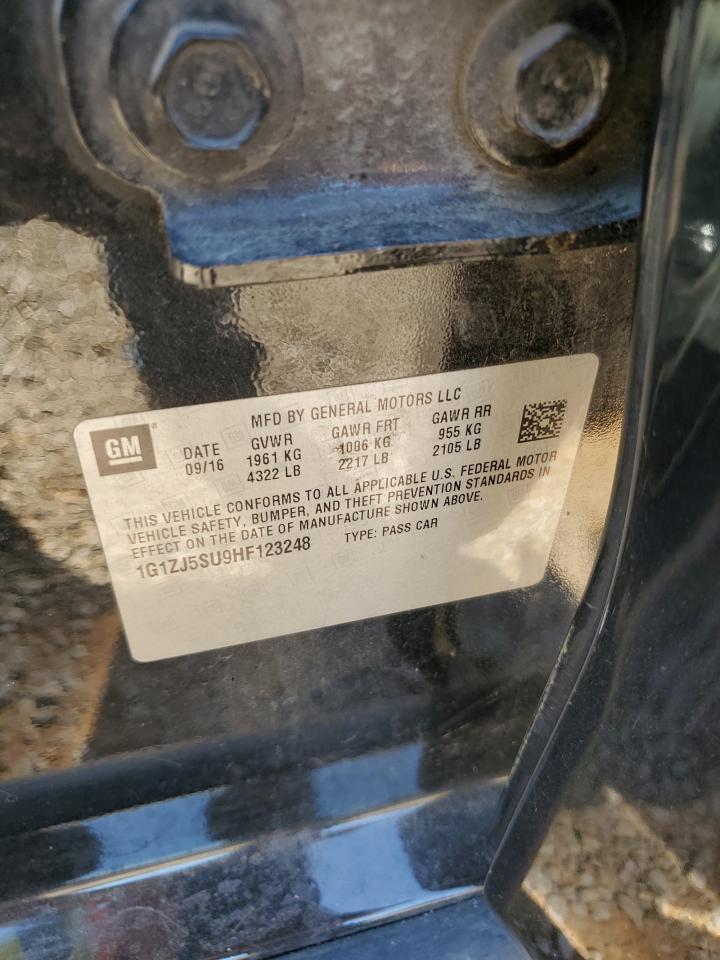 MFD BY GENERAL MOTORS LLC
GM®
DATE GVWR GAWR FRT GAWR RR
09/16 1961 KG 1006 KG 955 KG
4322 LB 2217 LB 2105 LB
THIS VEHICLE CONFORMS TO ALL APPLICABLE U.S. FEDERAL MOTOR
VEHICLE SAFETY, BUMPER, AND THEFT PREVENTION STANDARDS IN
EFFECT ON THE DATE OF MANUFACTURE SHOWN ABOVE.
1G1ZJ5SU9HF123248 TYPE: PASS CAR